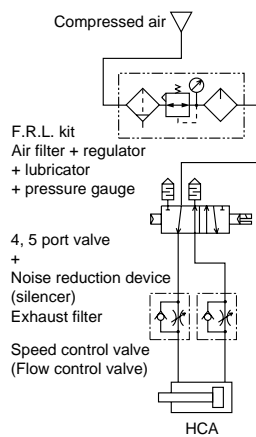 Compressed air
F.R.L. kit
Air filter + regulator
+ lubricator
+ pressure gauge
4, 5 port valve
+
Noise reduction device
(silencer)
Exhaust filter
Speed control valve
(Flow control valve)
HCA